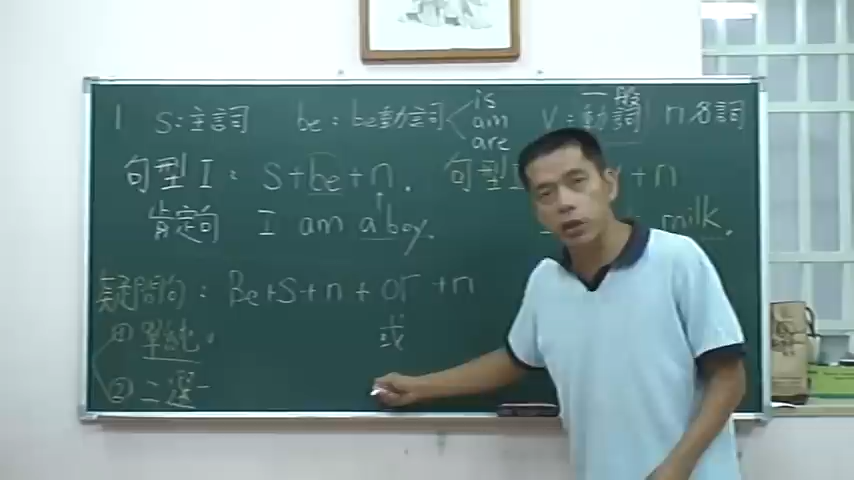 1 S:主詞 be:be動詞 is am are V:一般動詞 n名詞
句型I: S+be+n. 句型 +n
肯定句 I am a boy. milk.
疑問句: Be+S+n+or+n
① 單純. 或
② 二選一